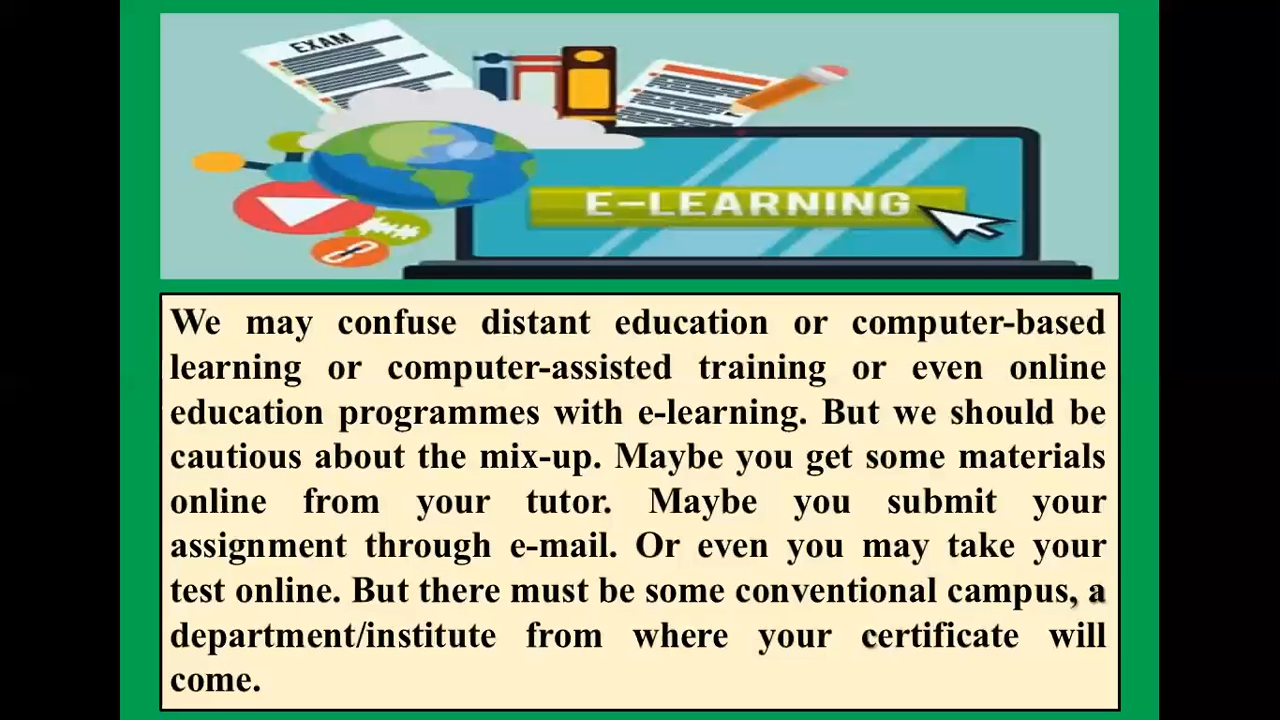 EXAM
E-LEARNING
We may confuse distant education or computer-based
learning or computer-assisted training or even online
education programmes with e-learning. But we should be
cautious about the mix-up. Maybe you get some materials
online from your tutor. Maybe you submit your
assignment through e-mail. Or even you may take your
test online. But there must be some conventional campus, a
department/institute from where your certificate will
come.